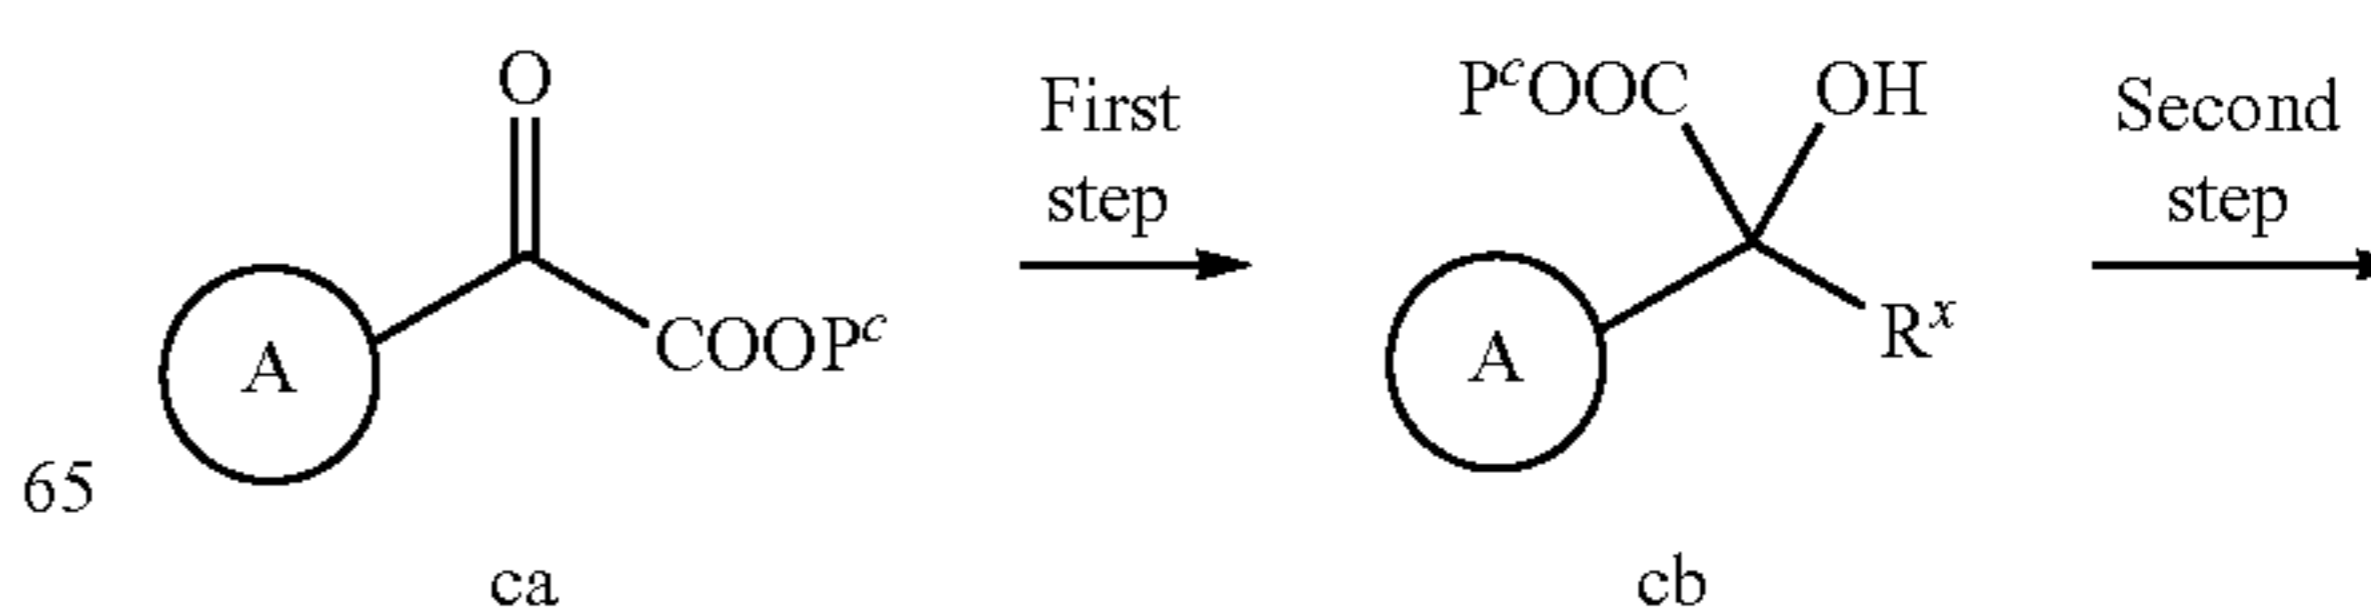 O
First
step
A
COOPᶜ
PᶜOOC
OH
Second
step
A
Rˣ
65
ca
cb